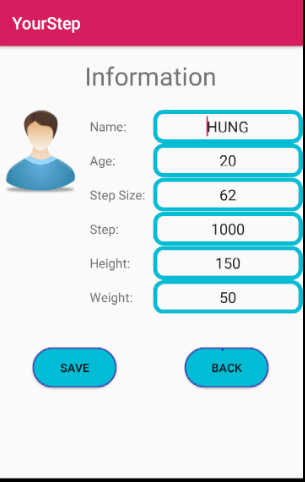 YourStep
Information
Name: HUNG
Age: 20
Step Size: 62
Step: 1000
Height: 150
Weight: 50
SAVE BACK